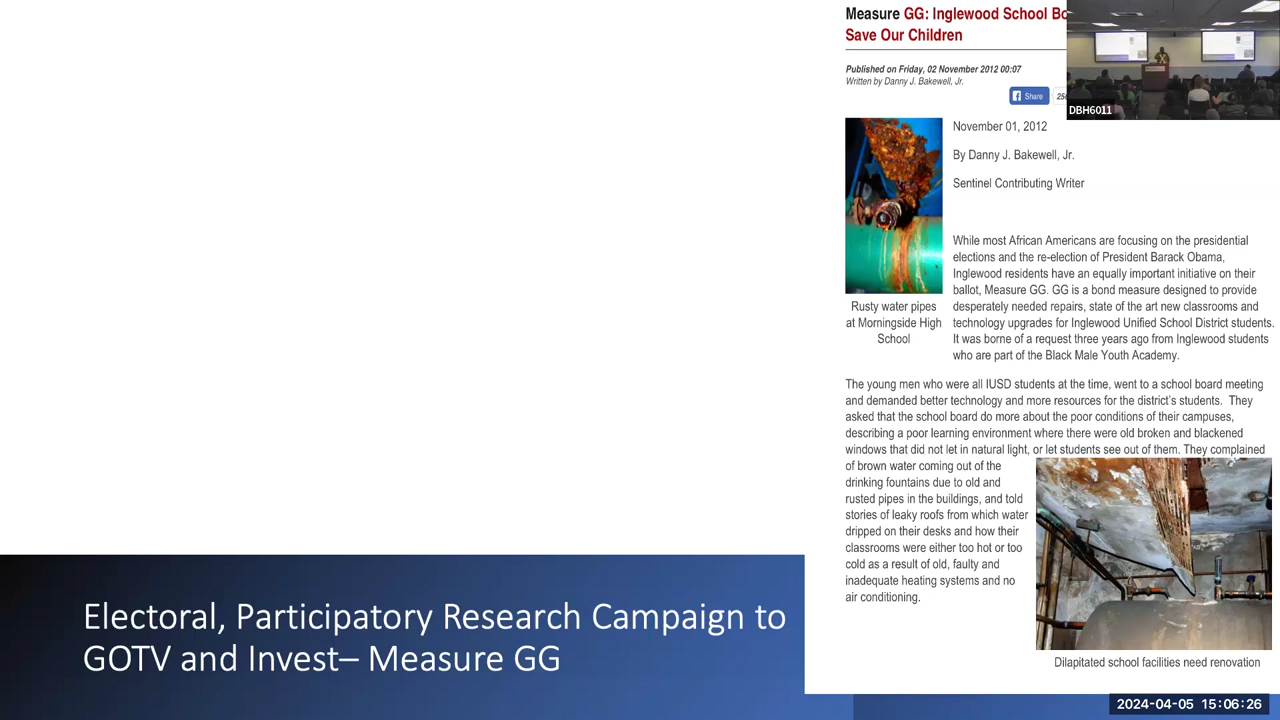 Measure GG: Inglewood School
Save Our Children
Published on Friday, 02 November 2012 00:07
Written by Danny J. Bakewell, Jr.
Share
DBH6011
November 01, 2012
By Danny J. Bakewell, Jr.
Sentinel Contributing Writer
While most African Americans are focusing on the presidential
elections and the re-election of President Barack Obama,
Inglewood residents have an equally important initiative on their
ballot, Measure GG. GG is a bond measure designed to provide
desperately needed repairs, state of the art new classrooms and
technology upgrades for Inglewood Unified School District students.
It was borne of a request three years ago from Inglewood students
who are part of the Black Male Youth Academy.
Rusty water pipes
at Morningside High
School
The young men who were all IUSD students at the time, went to a school board meeting
and demanded better technology and more resources for the district's students. They
asked that the school board do more about the poor conditions of their campuses,
describing a poor learning environment where there were old broken and blackened
windows that did not let in natural light, or let students see out of them. They complained
of brown water coming out of the
drinking fountains due to old and
rusted pipes in the buildings, and told
stories of leaky roofs from which water
dripped on their desks and how their
classrooms were either too hot or too
cold as a result of old, faulty and
inadequate heating systems and no
air conditioning.
Dilapitated school facilities need renovation
Electoral, Participatory Research Campaign to
GOTV and Invest– Measure GG
2024-04-05 15:06:26